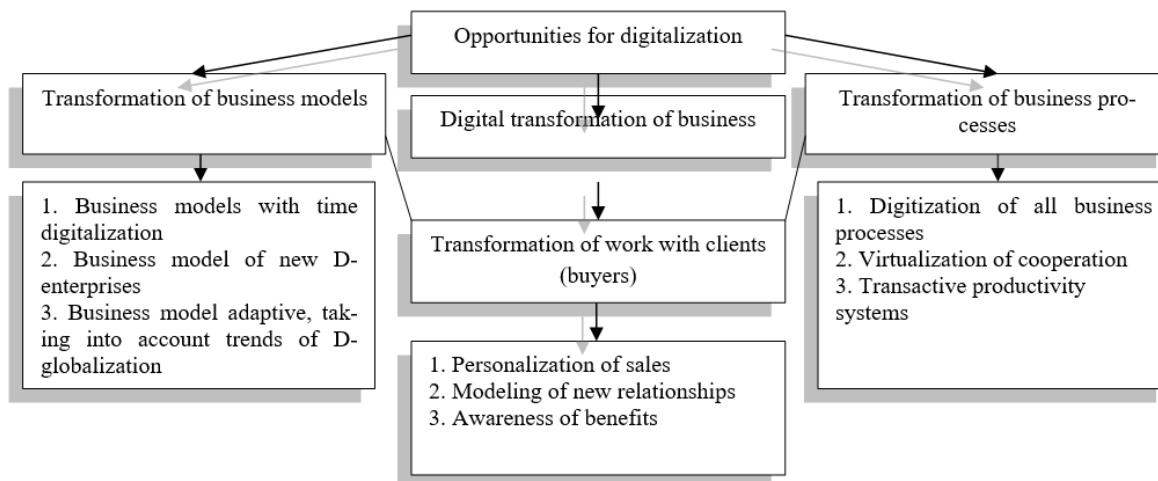 Opportunities for digitalization
Transformation of business models
Digital transformation of business
Transformation of business pro-
cesses
1. Business models with time
digitalization
2. Business model of new D-
enterprises
3. Business model adaptive, tak-
ing into account trends of D-
globalization
Transformation of work with clients
(buyers)
1. Digitization of all business
processes
2. Virtualization of cooperation
3. Transactive productivity
systems
1. Personalization of sales
2. Modeling of new relationships
3. Awareness of benefits